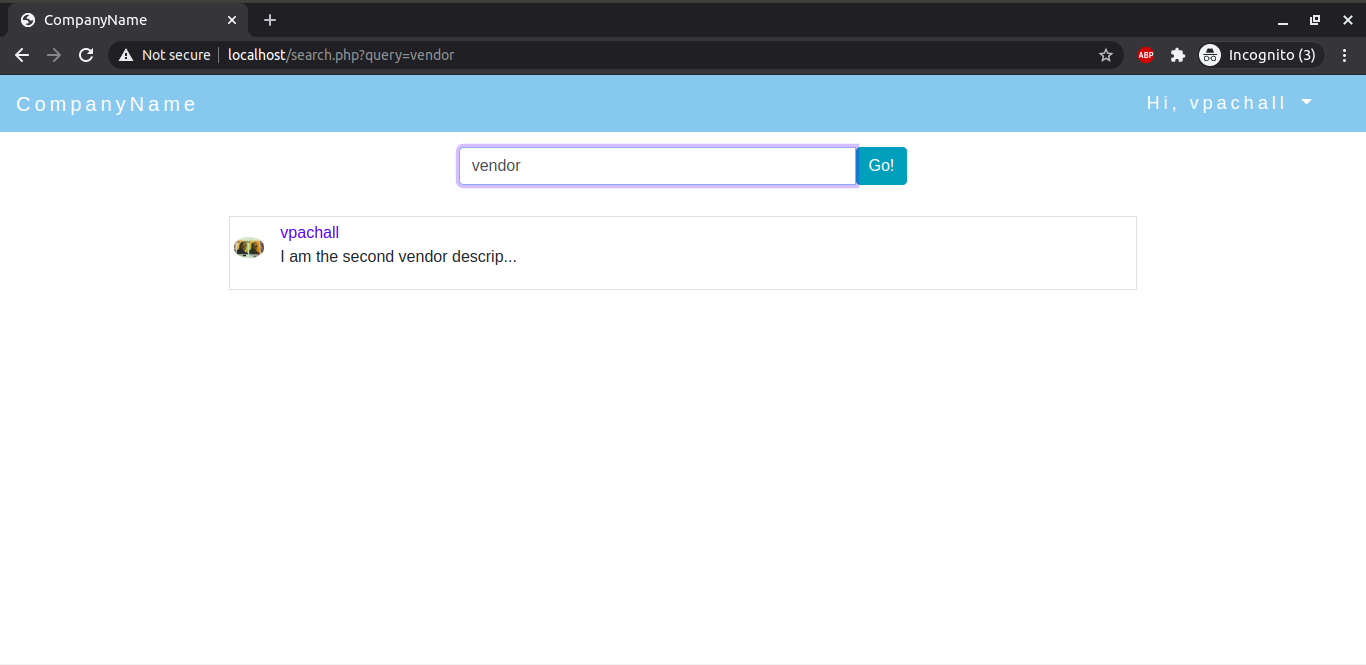 CompanyName
Not secure localhost/search.php?query=vendor ABP Incognito (3)
CompanyName Hi, vpachall
vendor Go!
vpachall
I am the second vendor descrip...